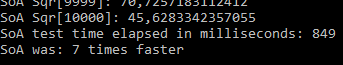 SoA Sqr[9999]: 70,7257183112412
SoA Sqr[10000]: 45,6283342357055
SoA test time elapsed in milliseconds: 849
SoA was: 7 times faster